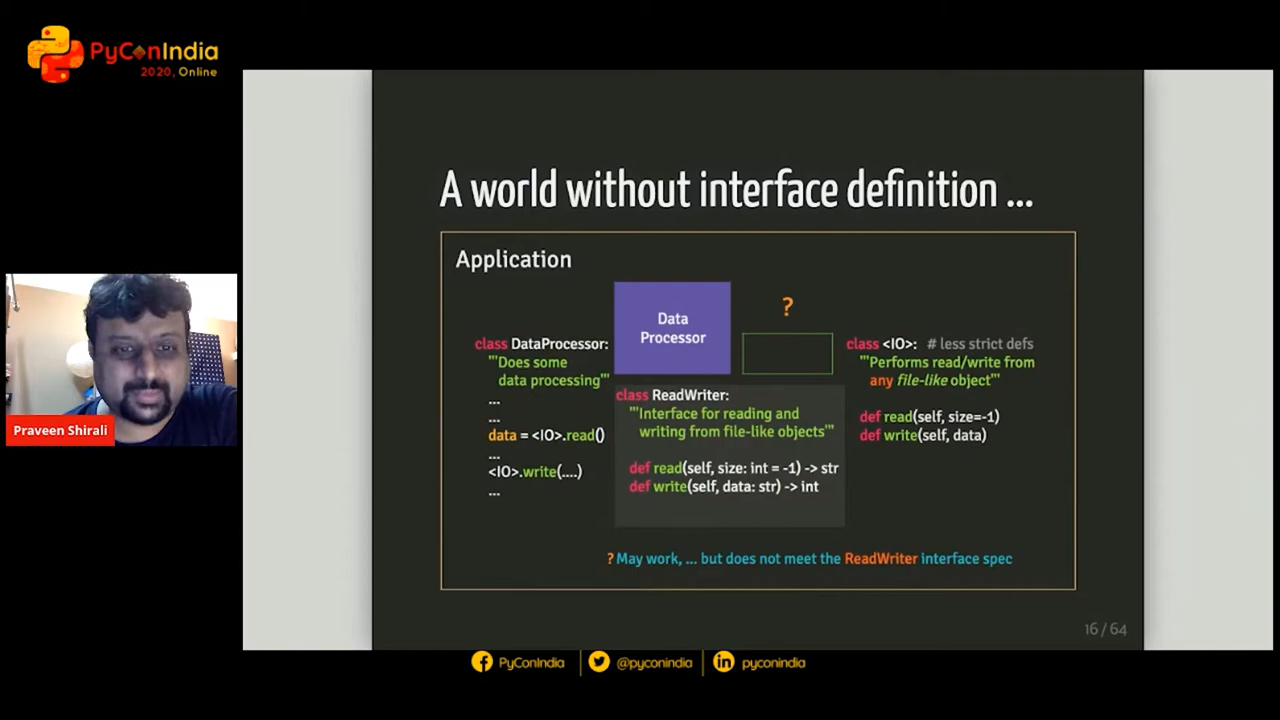 PyConIndia
2020, Online
A world without interface definition ...
Application
Data
Processor
?
class DataProcessor:
'''Does some
data processing'''
...
...
data = <IO>.read()
...
<IO>.write(....)
...
class ReadWriter:
'''Interface for reading and
writing from file-like objects'''
def read(self, size: int = -1) -> str
def write(self, data: str) -> int
class <IO>: # less strict defs
'''Performs read/write from
any file-like object'''
def read(self, size=-1)
def write(self, data)
? May work, ... but does not meet the ReadWriter interface spec
16 / 64
Praveen Shirali
PyConIndia
@pyconindia
pyconindia